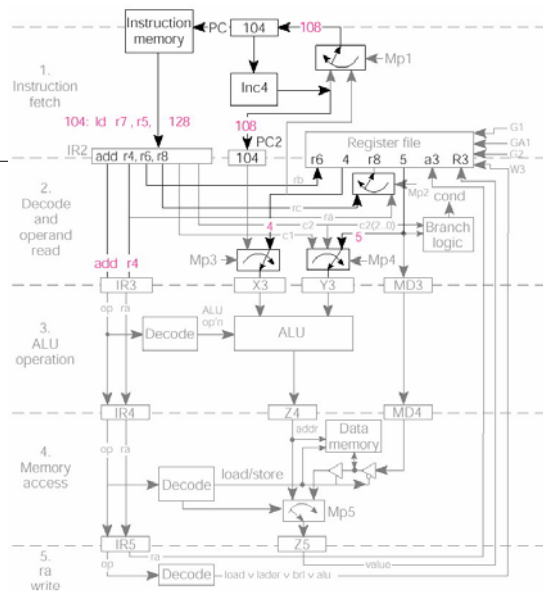 Instruction memory
PC 104 108
Mp1
1. Instruction fetch
Inc4
104: ld r7, r5, 128
108
PC2
IR2 add r4, r6, r8
104
Register file
r6 4 r8 5 a3 R3
G1
GA1
G2
W3
2. Decode and operand read
rb
rc
Mp2
ra
cond
Branch logic
c1
c2
c2(2..0)
4
5
Mp3
Mp4
add r4
IR3 X3 Y3 MD3
3. ALU operation
op ra
Decode
ALU op'n
ALU
IR4 Z4 MD4
4. Memory access
op ra
addr
Data memory
Decode
load/store
Mp5
IR5 Z5
5. ra write
op
ra
value
Decode
load v lader v brl v alu